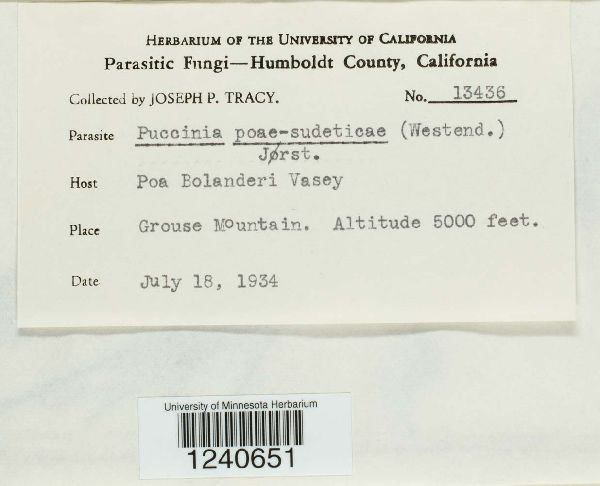 HERBARIUM OF THE UNIVERSITY OF CALIFORNIA
Parasitic Fungi—Humboldt County, California
Collected by JOSEPH P. TRACY. No. 13436
Parasite Puccinia poae-sudeticae (Westend.)
Jørst.
Host Poa Bolanderi Vasey
Place Grouse Mountain. Altitude 5000 feet.
Date July 18, 1934
University of Minnesota Herbarium
1240651